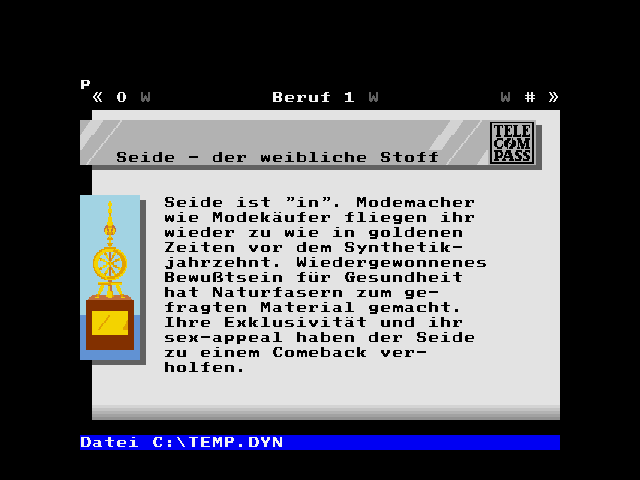 P
« 0 W Beruf 1 W W # »
Seide - der weibliche Stoff
TELE
COM
PASS
Seide ist "in". Modemacher
wie Modekäufer fliegen ihr
wieder zu wie in goldenen
Zeiten vor dem Synthetik-
jahrzehnt. Wiedergewonnenes
Bewußtsein für Gesundheit
hat Naturfasern zum ge-
fragten Material gemacht.
Ihre Exklusivität und ihr
sex-appeal haben der Seide
zu einem Comeback ver-
holfen.
Datei C:\TEMP.DYN